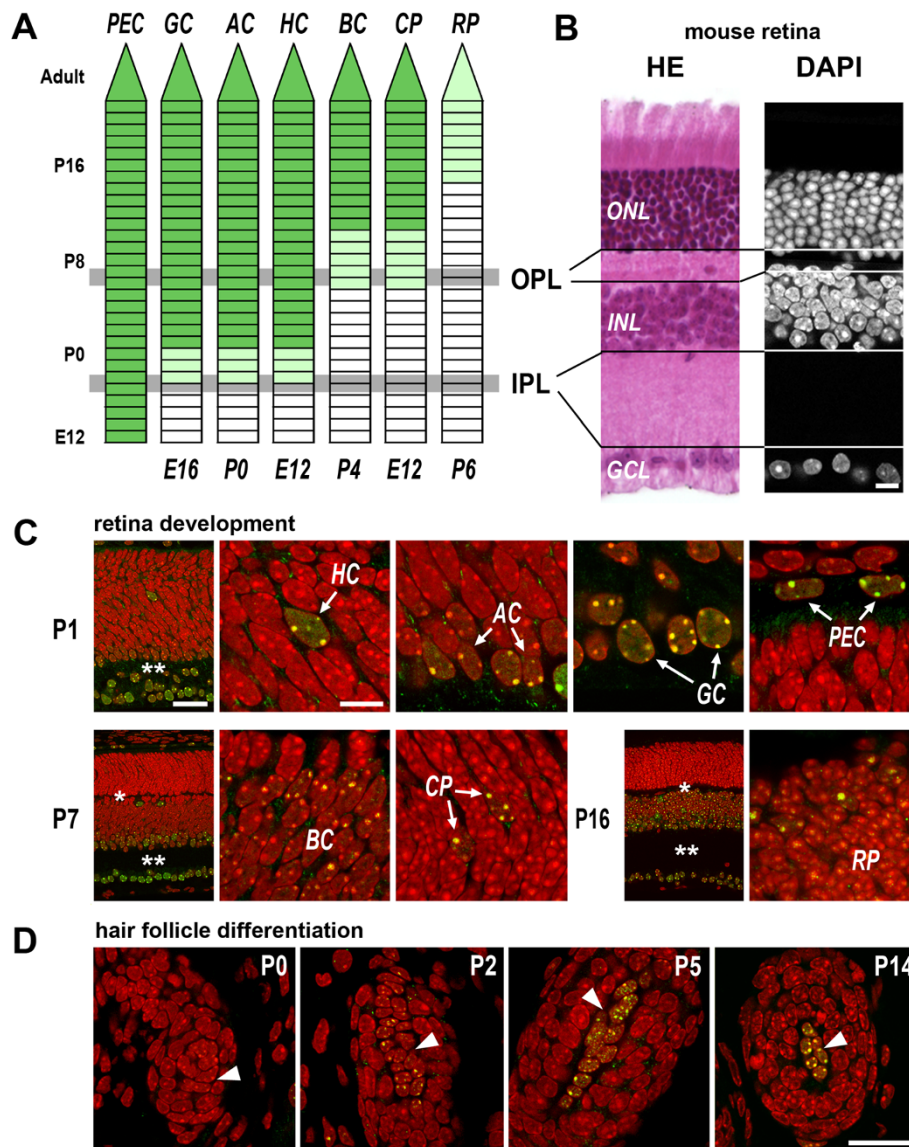 A
PEC GC AC HC BC CP RP
Adult
P16
P8
P0
E12
E16 P0 E12 P4 E12 P6
OPL
IPL
B
mouse retina
HE DAPI
ONL
INL
GCL
C
retina development
P1
**
HC
AC
GC
PEC
P7
*
**
BC
CP
P16
*
**
RP
D
hair follicle differentiation
P0 P2 P5 P14